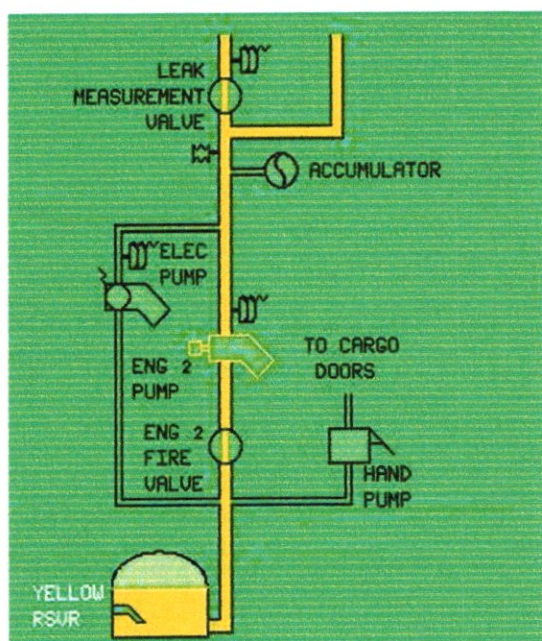 LEAK
MEASUREMENT
VALVE
ACCUMULATOR
ELEC
PUMP
TO CARGO
DOORS
ENG 2
PUMP
ENG 2
FIRE
VALVE
HAND
PUMP
YELLOW
RSVR